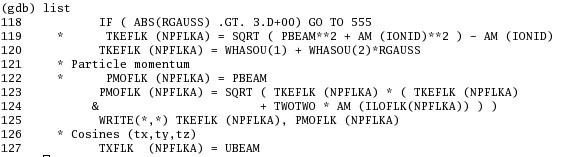 (gdb) list
118 IF ( ABS(RGAUSS) .GT. 3.D+00) GO TO 555
119 * TKEFLK (NPFLKA) = SQRT ( PBEAM**2 + AM (IONID)**2 ) - AM (IONID)
120 TKEFLK (NPFLKA) = WHASOU(1) + WHASOU(2)*RGAUSS
121 * Particle momentum
122 * PMOFLK (NPFLKA) = PBEAM
123 PMOFLK (NPFLKA) = SQRT ( TKEFLK (NPFLKA) * ( TKEFLK (NPFLKA)
124 & + TWOTWO * AM (ILOFLK(NPFLKA)) ) )
125 WRITE(*,*) TKEFLK (NPFLKA), PMOFLK (NPFLKA)
126 * Cosines (tx,ty,tz)
127 TXFLK (NPFLKA) = UBEAM